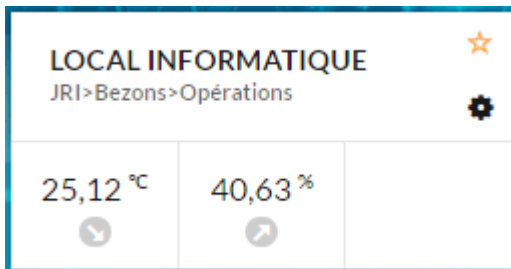 LOCAL INFORMATIQUE
JRI>Bezons>Opérations
25,12 °C 40,63 %